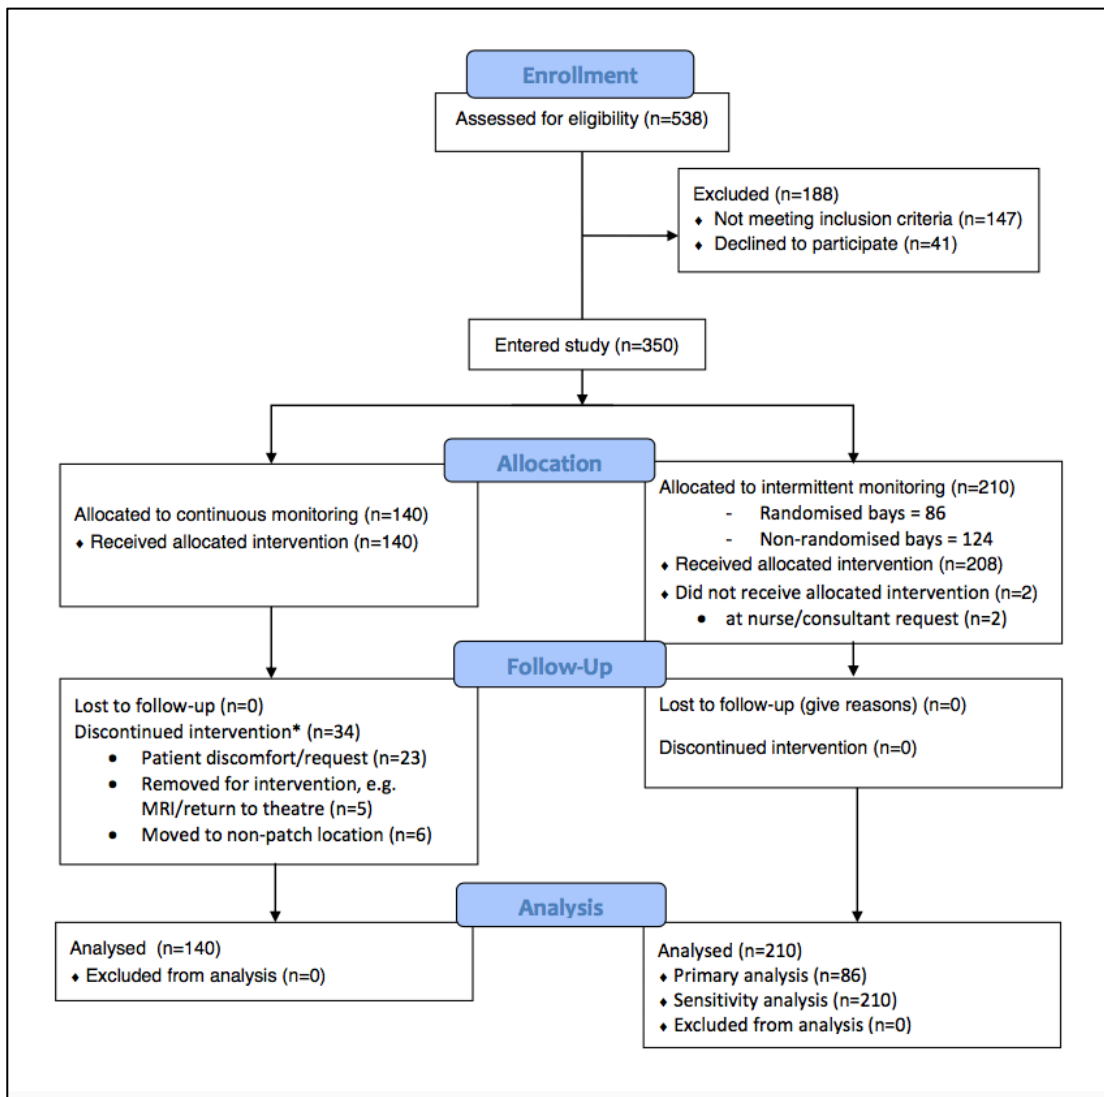 Enrollment
Assessed for eligibility (n=538)
Excluded (n=188)
♦ Not meeting inclusion criteria (n=147)
♦ Declined to participate (n=41)
Entered study (n=350)
Allocation
Allocated to continuous monitoring (n=140)
♦ Received allocated intervention (n=140)
Allocated to intermittent monitoring (n=210)
- Randomised bays = 86
- Non-randomised bays = 124
♦ Received allocated intervention (n=208)
♦ Did not receive allocated intervention (n=2)
• at nurse/consultant request (n=2)
Follow-Up
Lost to follow-up (n=0)
Discontinued intervention* (n=34)
• Patient discomfort/request (n=23)
• Removed for intervention, e.g.
MRI/return to theatre (n=5)
• Moved to non-patch location (n=6)
Lost to follow-up (give reasons) (n=0)
Discontinued intervention (n=0)
Analysis
Analysed (n=140)
♦ Excluded from analysis (n=0)
Analysed (n=210)
♦ Primary analysis (n=86)
♦ Sensitivity analysis (n=210)
♦ Excluded from analysis (n=0)